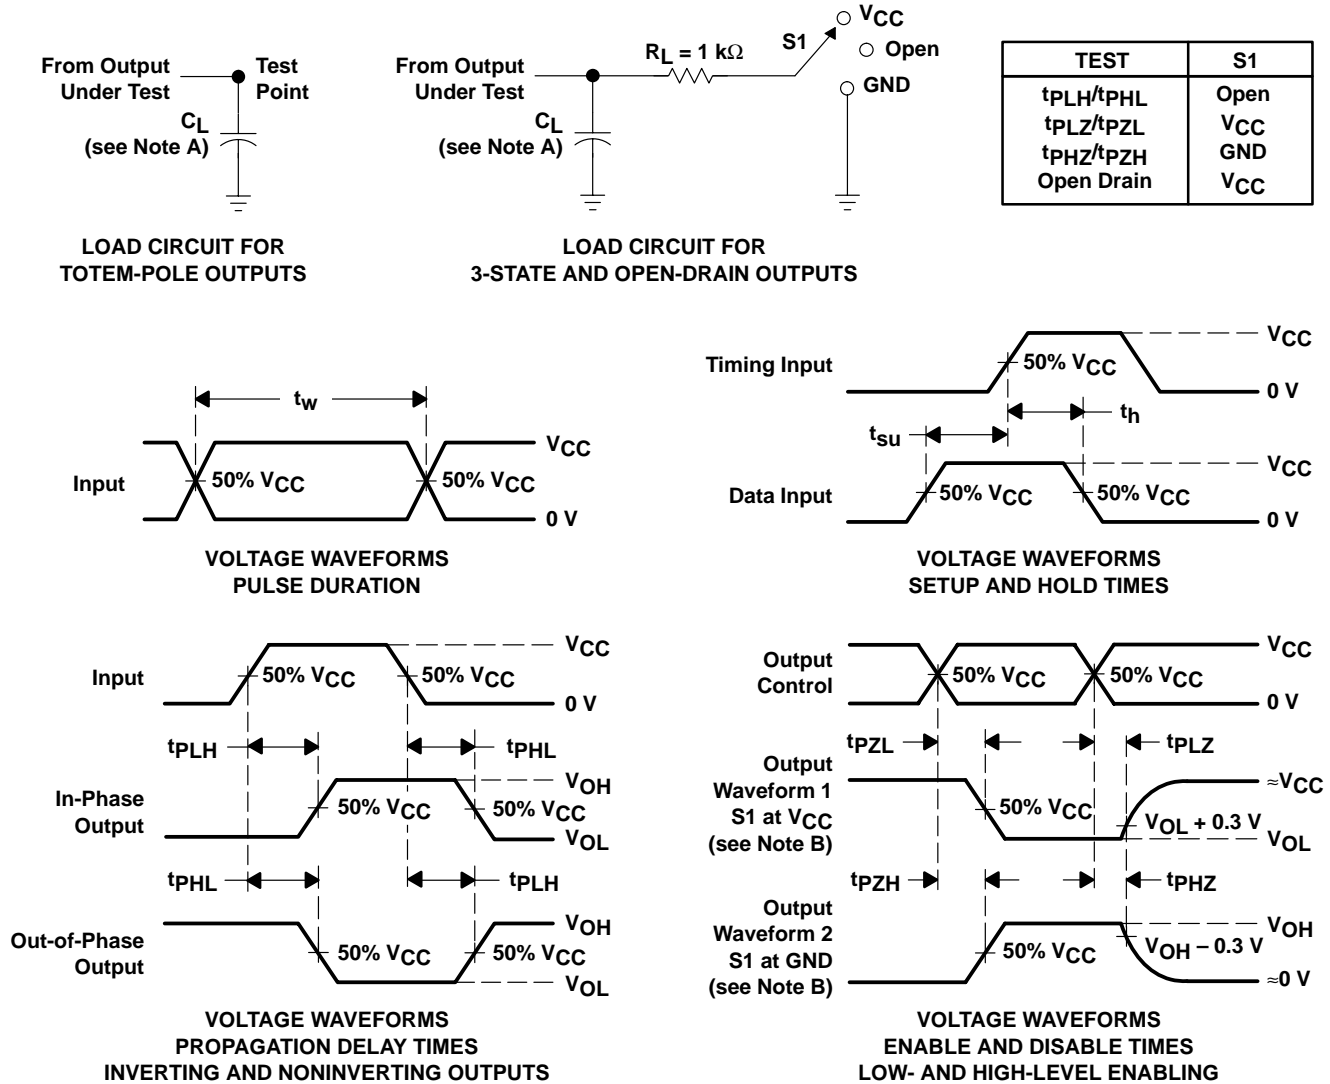 From Output
Under Test
Test
Point
CL
(see Note A)
LOAD CIRCUIT FOR
TOTEM-POLE OUTPUTS
From Output
Under Test
RL = 1 kΩ
S1
VCC
Open
GND
CL
(see Note A)
LOAD CIRCUIT FOR
3-STATE AND OPEN-DRAIN OUTPUTS
TEST S1
tPLH/tPHL Open
tPLZ/tPZL VCC
tPHZ/tPZH GND
Open Drain VCC
tw
Input
50% VCC
50% VCC
VCC
0 V
VOLTAGE WAVEFORMS
PULSE DURATION
Timing Input
50% VCC
VCC
0 V
th
tsu
Data Input
50% VCC
50% VCC
VCC
0 V
VOLTAGE WAVEFORMS
SETUP AND HOLD TIMES
Input
50% VCC
50% VCC
VCC
0 V
tPLH
tPHL
In-Phase
Output
50% VCC
50% VCC
VOH
VOL
tPHL
tPLH
Out-of-Phase
Output
50% VCC
50% VCC
VOH
VOL
VOLTAGE WAVEFORMS
PROPAGATION DELAY TIMES
INVERTING AND NONINVERTING OUTPUTS
Output
Control
50% VCC
50% VCC
VCC
0 V
tPZL
tPLZ
Output
Waveform 1
S1 at VCC
(see Note B)
50% VCC
VOL + 0.3 V
≈VCC
VOL
tPZH
tPHZ
Output
Waveform 2
S1 at GND
(see Note B)
50% VCC
VOH − 0.3 V
VOH
≈0 V
VOLTAGE WAVEFORMS
ENABLE AND DISABLE TIMES
LOW- AND HIGH-LEVEL ENABLING